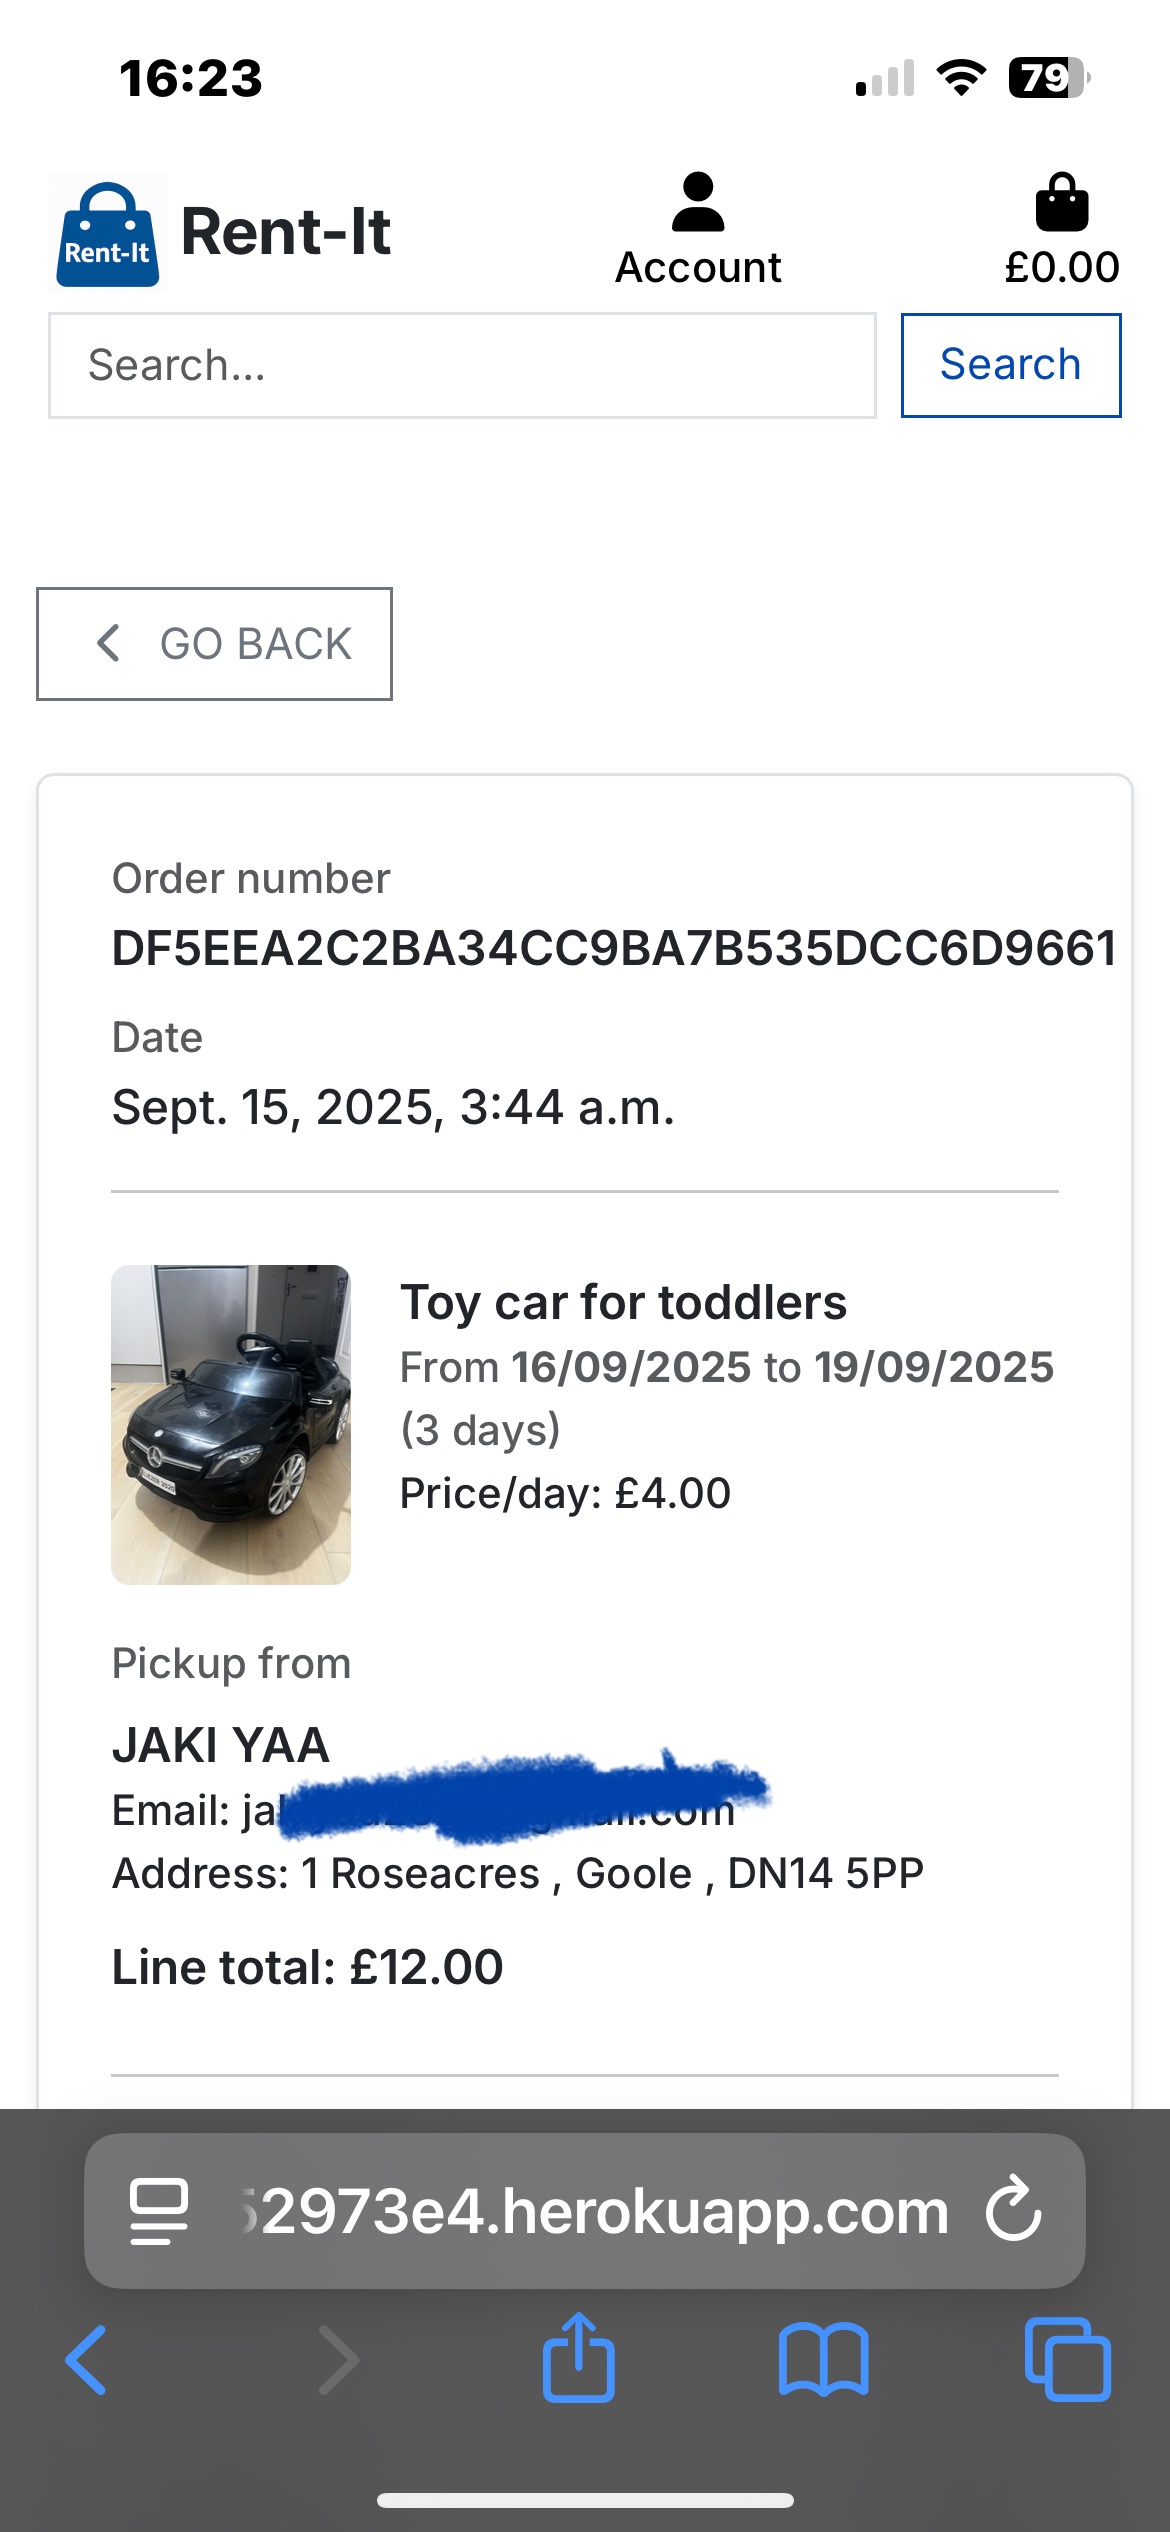 16:23
79
Rent-It
Rent-It
Account
£0.00
Search...
Search
GO BACK
Order number
DF5EEA2C2BA34CC9BA7B535DCC6D9661
Date
Sept. 15, 2025, 3:44 a.m.
Toy car for toddlers
From 16/09/2025 to 19/09/2025
(3 days)
Price/day: £4.00
Pickup from
JAKI YAA
Email:
Address: 1 Roseacres , Goole , DN14 5PP
Line total: £12.00
2973e4.herokuapp.com